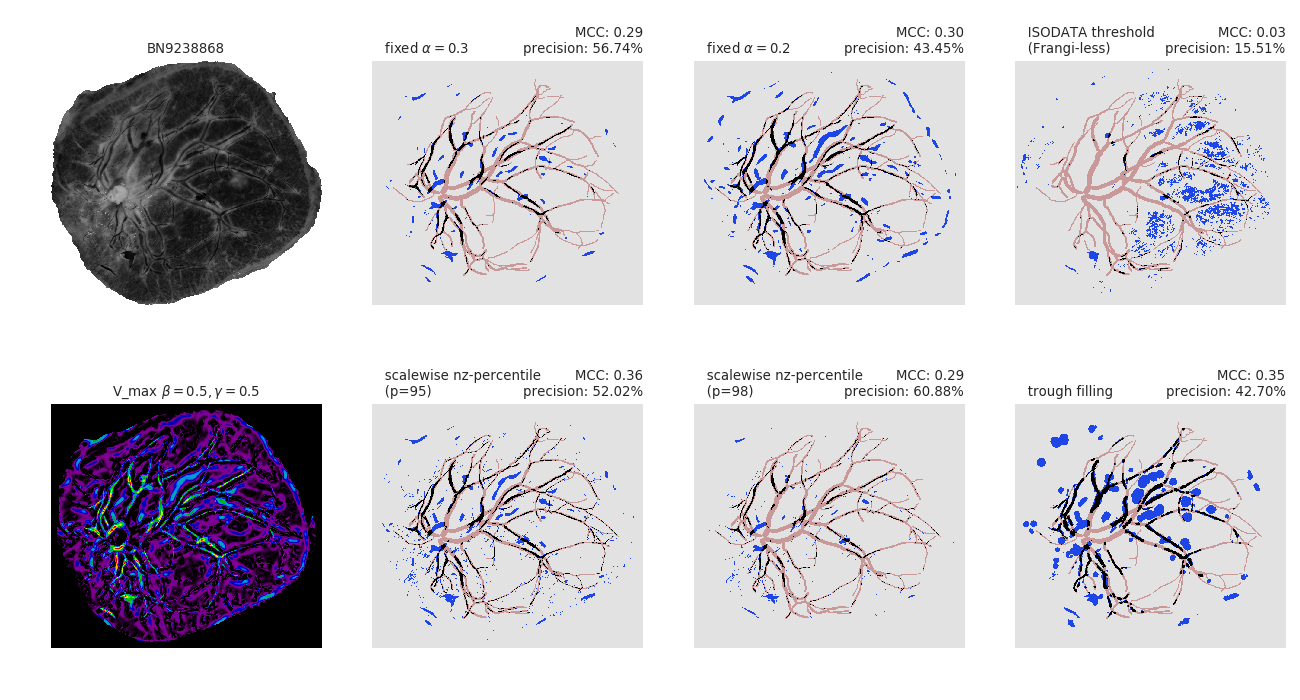 BN9238868
fixed α = 0.3
MCC: 0.29
precision: 56.74%
fixed α = 0.2
MCC: 0.30
precision: 43.45%
ISODATA threshold
(Frangi-less)
MCC: 0.03
precision: 15.51%
V_max β = 0.5, γ = 0.5
scalewise nz-percentile
(p=95)
MCC: 0.36
precision: 52.02%
scalewise nz-percentile
(p=98)
MCC: 0.29
precision: 60.88%
trough filling
MCC: 0.35
precision: 42.70%